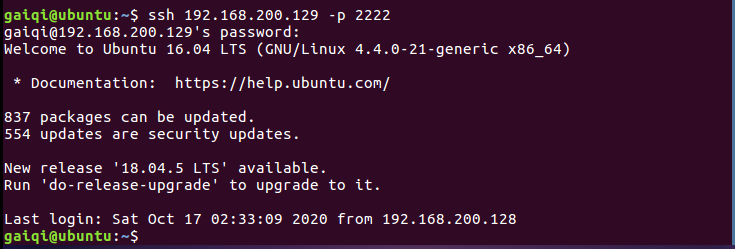 gaiqi@ubuntu:~$ ssh 192.168.200.129 -p 2222
gaiqi@192.168.200.129's password:
Welcome to Ubuntu 16.04 LTS (GNU/Linux 4.4.0-21-generic x86_64)
* Documentation:  https://help.ubuntu.com/
837 packages can be updated.
554 updates are security updates.
New release '18.04.5 LTS' available.
Run 'do-release-upgrade' to upgrade to it.
Last login: Sat Oct 17 02:33:09 2020 from 192.168.200.128
gaiqi@ubuntu:~$